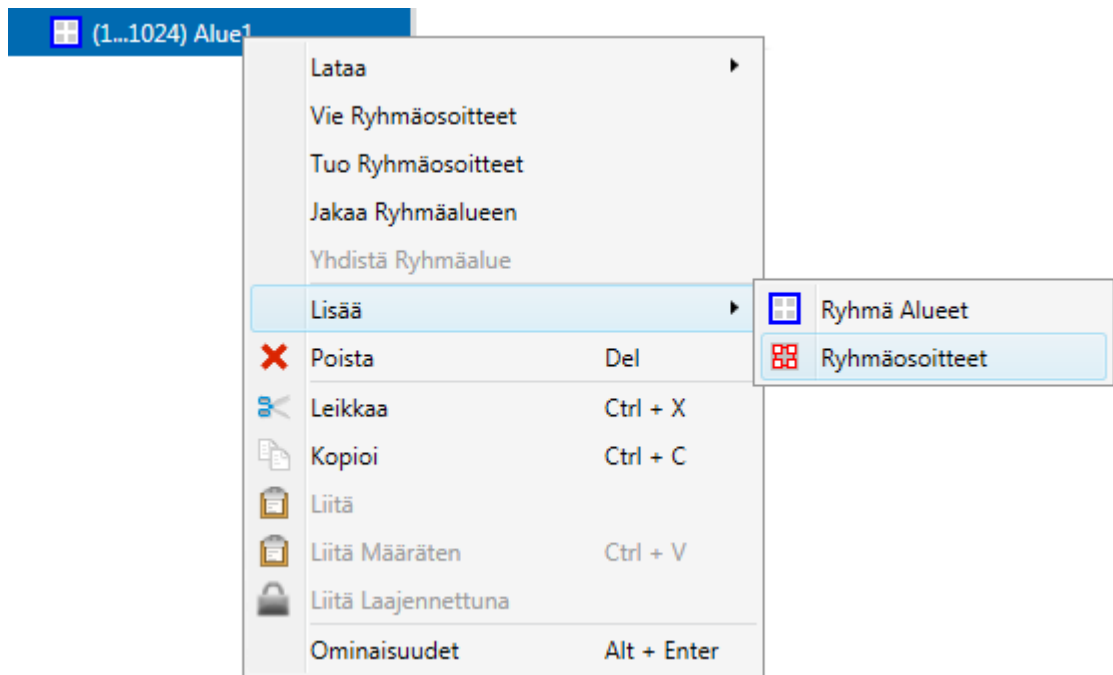 (1...1024) Alue1
Lataa
Vie Ryhmäosoitteet
Tuo Ryhmäosoitteet
Jakaa Ryhmäalueen
Yhdistä Ryhmäalue
Lisää
Ryhmä Alueet
Poista Del
Ryhmäosoitteet
Leikkaa Ctrl + X
Kopioi Ctrl + C
Liitä
Liitä Määräten Ctrl + V
Liitä Laajennettuna
Ominaisuudet Alt + Enter